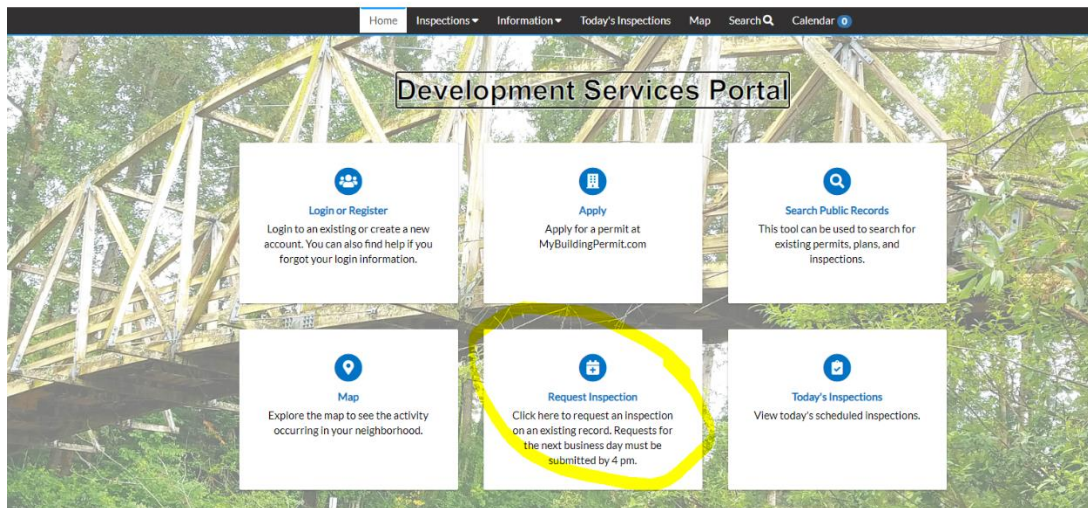 Home Inspections Information Today's Inspections Map Search Calendar 0
Development Services Portal
Login or Register
Login to an existing or create a new
account. You can also find help if you
forgot your login information.
Apply
Apply for a permit at
MyBuildingPermit.com
Search Public Records
This tool can be used to search for
existing permits, plans, and
inspections.
Map
Explore the map to see the activity
occurring in your neighborhood.
Request Inspection
Click here to request an inspection
on an existing record. Requests for
the next business day must be
submitted by 4 pm.
Today's Inspections
View today's scheduled inspections.